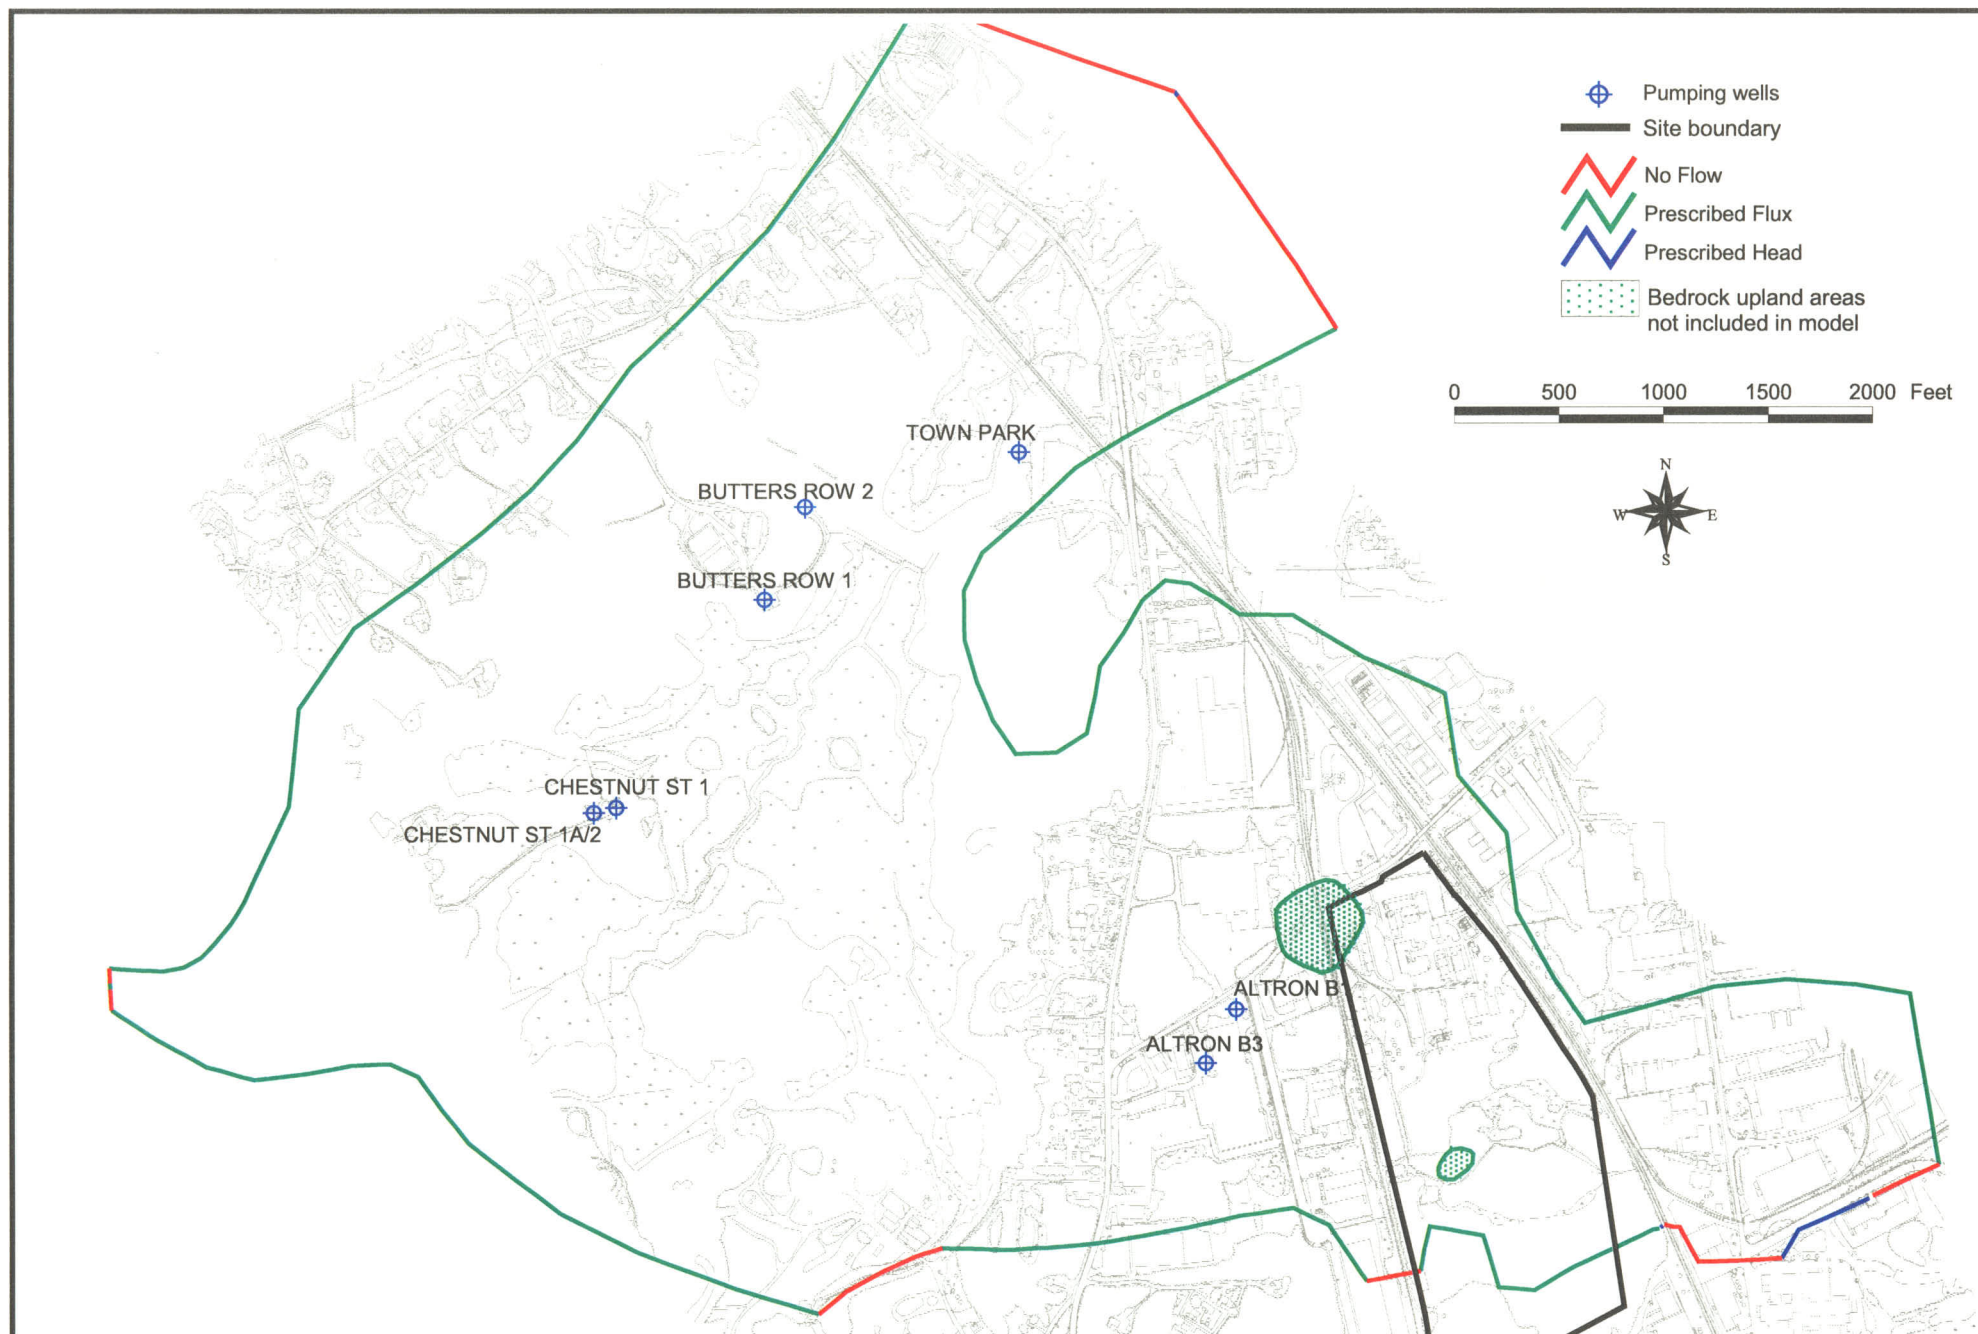 Pumping wells
Site boundary
No Flow
Prescribed Flux
Prescribed Head
Bedrock upland areas
not included in model
0 500 1000 1500 2000 Feet
N
W E
S
TOWN PARK
BUTTERS ROW 2
BUTTERS ROW 1
CHESTNUT ST 1
CHESTNUT ST 1A/2
ALTRON B1
ALTRON B3